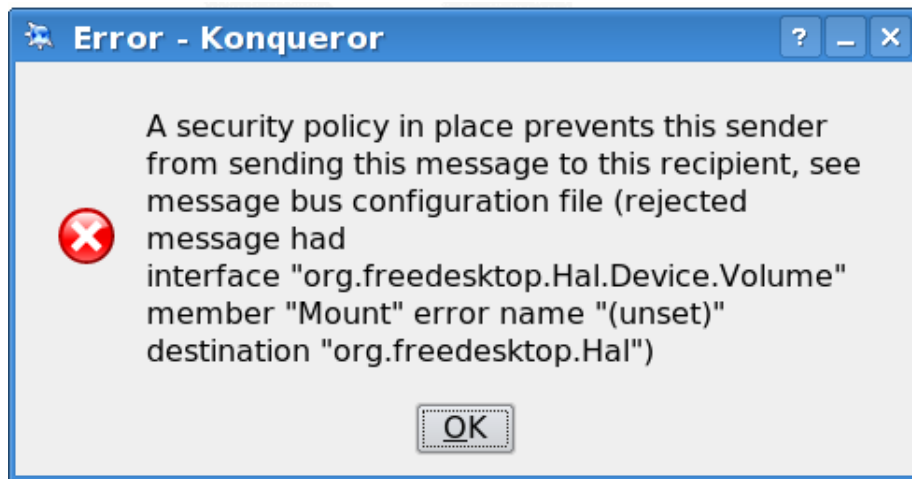 Error - Konqueror
A security policy in place prevents this sender
from sending this message to this recipient, see
message bus configuration file (rejected
message had
interface "org.freedesktop.Hal.Device.Volume"
member "Mount" error name "(unset)"
destination "org.freedesktop.Hal")
OK